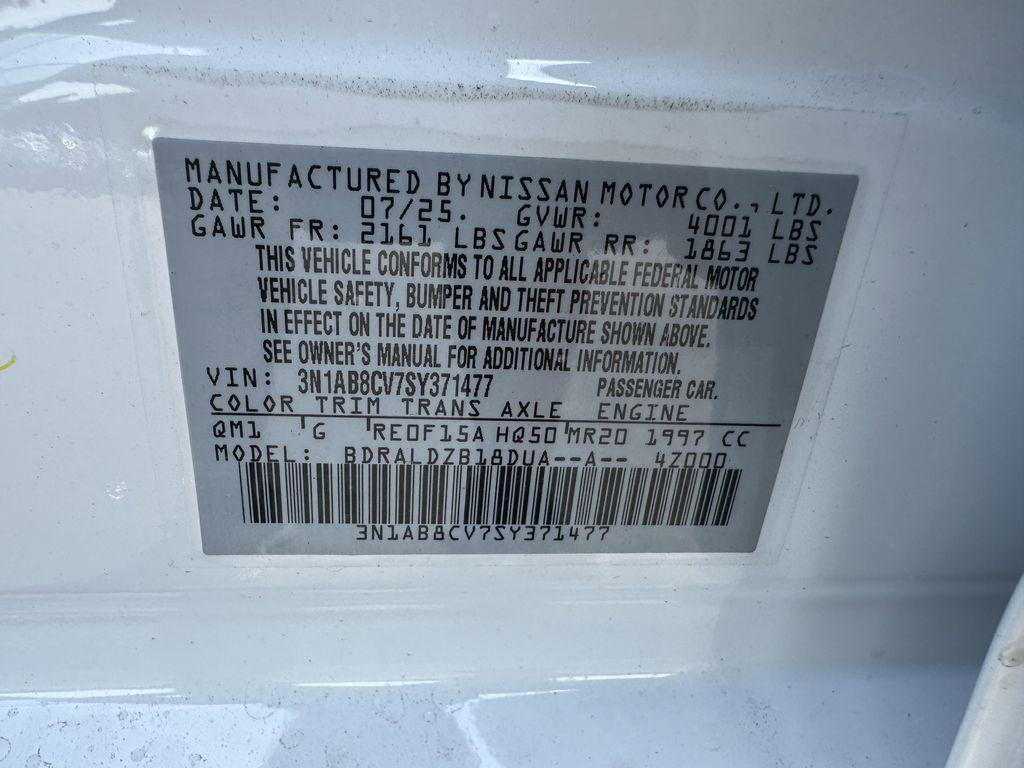 MANUFACTURED BY NISSAN MOTOR CO., LTD.
DATE: 07/25. GVWR: 4001 LBS
GAWR FR: 2161 LBS GAWR RR: 1863 LBS
THIS VEHICLE CONFORMS TO ALL APPLICABLE FEDERAL MOTOR
VEHICLE SAFETY, BUMPER AND THEFT PREVENTION STANDARDS
IN EFFECT ON THE DATE OF MANUFACTURE SHOWN ABOVE.
SEE OWNER'S MANUAL FOR ADDITIONAL INFORMATION.
VIN: 3N1AB8CV7SY371477 PASSENGER CAR.
COLOR TRIM TRANS AXLE ENGINE
QM1 G RE0F15A HQ50 MR20 1997 CC
MODEL: BDRALDZB18DUA--A-- 4Z000
3N1AB8CV7SY371477